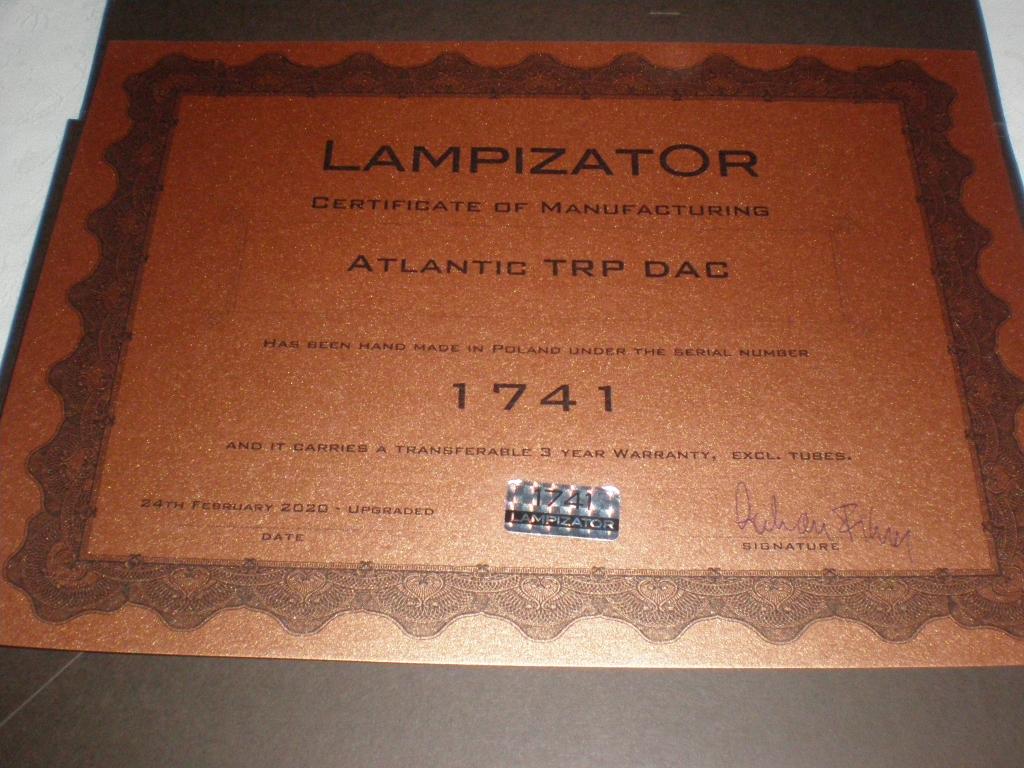 LAMPIZATOR
CERTIFICATE OF MANUFACTURING
ATLANTIC TRP DAC
HAS BEEN HAND MADE IN POLAND UNDER THE SERIAL NUMBER
1741
AND IT CARRIES A TRANSFERABLE 3 YEAR WARRANTY, EXCL. TUBES.
1741
LAMPIZATOR
24TH FEBRUARY 2020 - UPGRADED
DATE
SIGNATURE